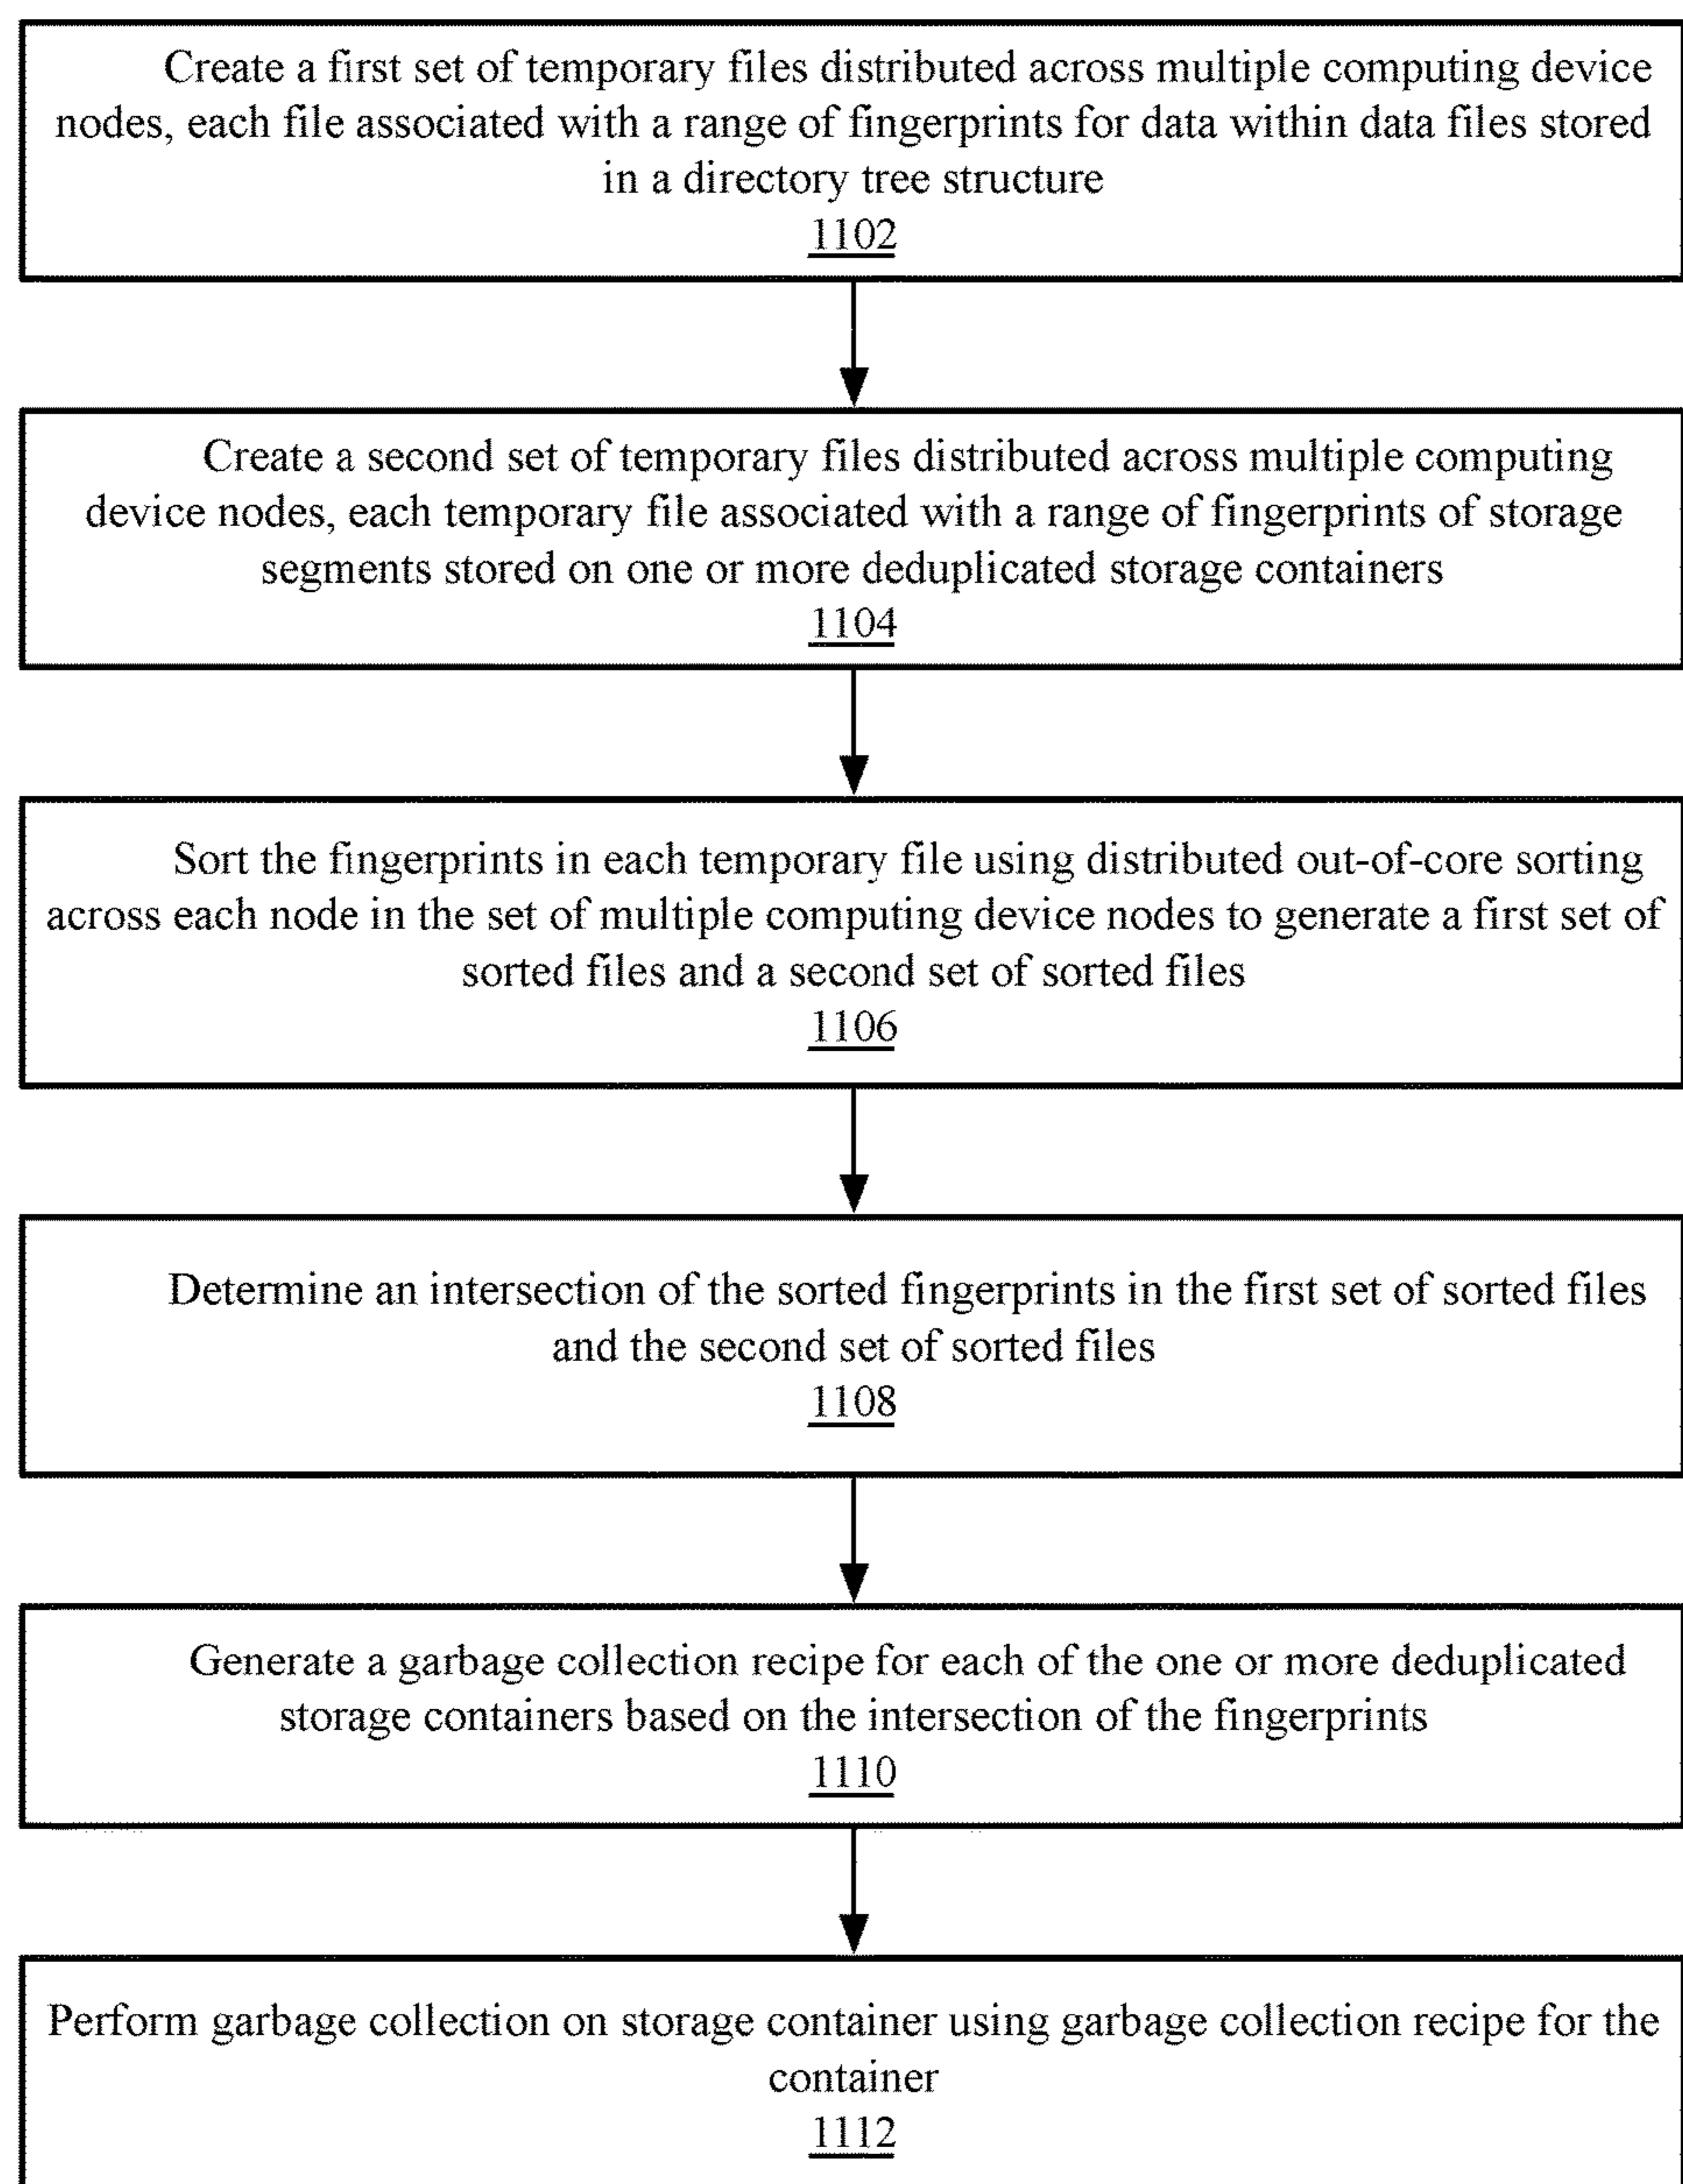 Create a first set of temporary files distributed across multiple computing device
nodes, each file associated with a range of fingerprints for data within data files stored
in a directory tree structure
1102
Create a second set of temporary files distributed across multiple computing
device nodes, each temporary file associated with a range of fingerprints of storage
segments stored on one or more deduplicated storage containers
1104
Sort the fingerprints in each temporary file using distributed out-of-core sorting
across each node in the set of multiple computing device nodes to generate a first set of
sorted files and a second set of sorted files
1106
Determine an intersection of the sorted fingerprints in the first set of sorted files
and the second set of sorted files
1108
Generate a garbage collection recipe for each of the one or more deduplicated
storage containers based on the intersection of the fingerprints
1110
Perform garbage collection on storage container using garbage collection recipe for the
container
1112